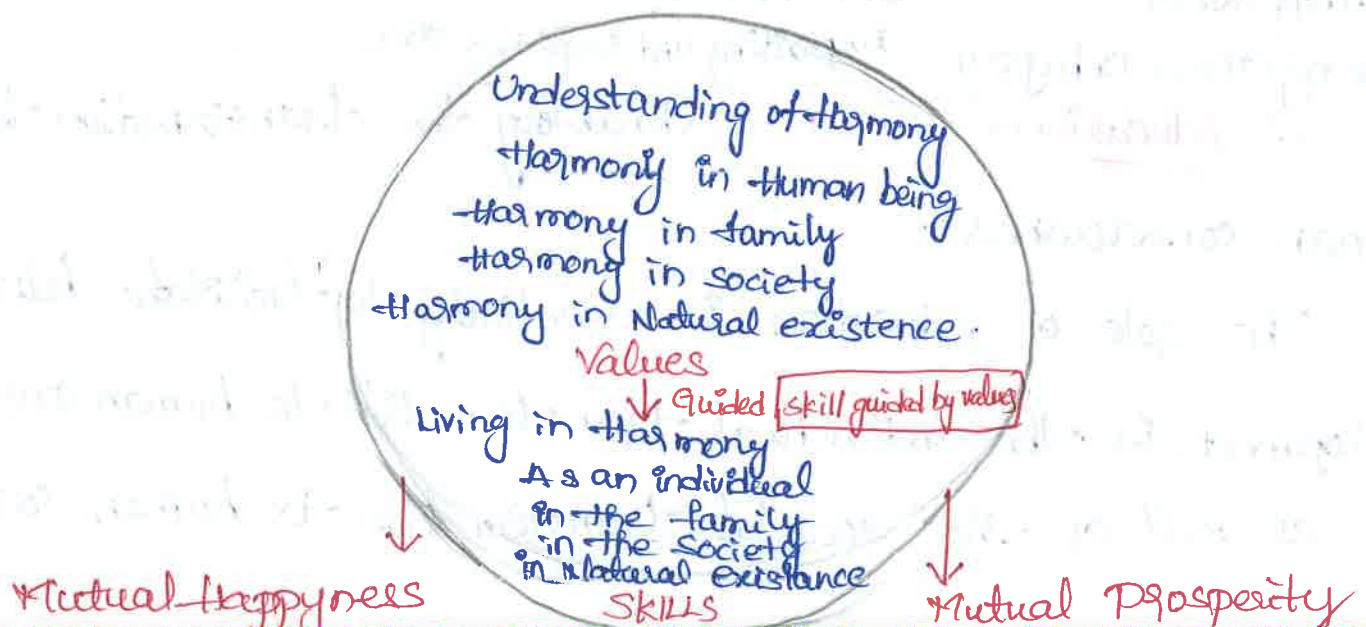 Understanding of Harmony
Harmony in Human being
Harmony in family
Harmony in society
Harmony in Natural existence.
Values
Guided skill guided by values
Living in Harmony
As an individual
in the family
in the society
in Natural existance
Mutual Happyness SKILLS Mutual Prosperity